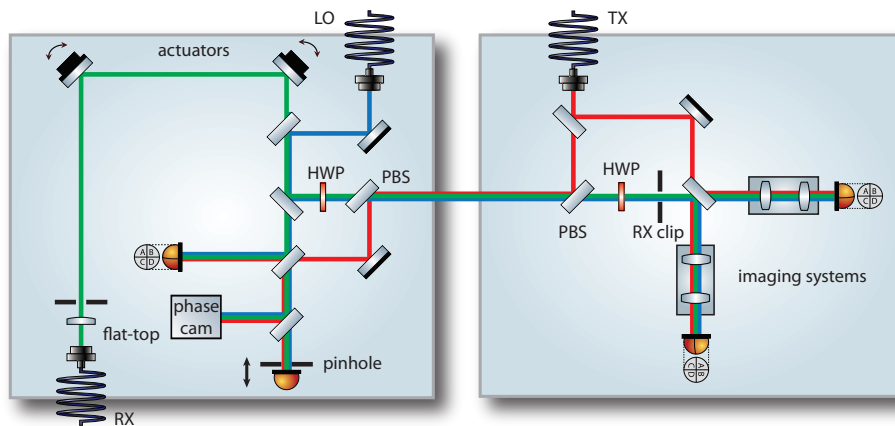 LO
TX
actuators
HWP
PBS
HWP
PBS
RX clip
A B
C D
A B
C D
phase
cam
imaging systems
flat-top
pinhole
A B
C D
RX